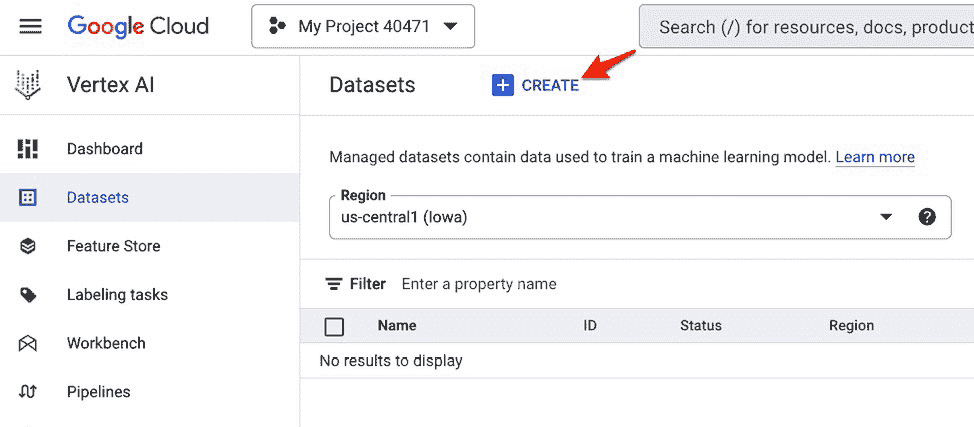 Google Cloud
My Project 40471
Search (/) for resources, docs, product
Vertex AI
Datasets
CREATE
Dashboard
Datasets
Feature Store
Labeling tasks
Workbench
Pipelines
Managed datasets contain data used to train a machine learning model. Learn more
Region
us-central1 (Iowa)
Filter Enter a property name
Name ID Status Region
No results to display